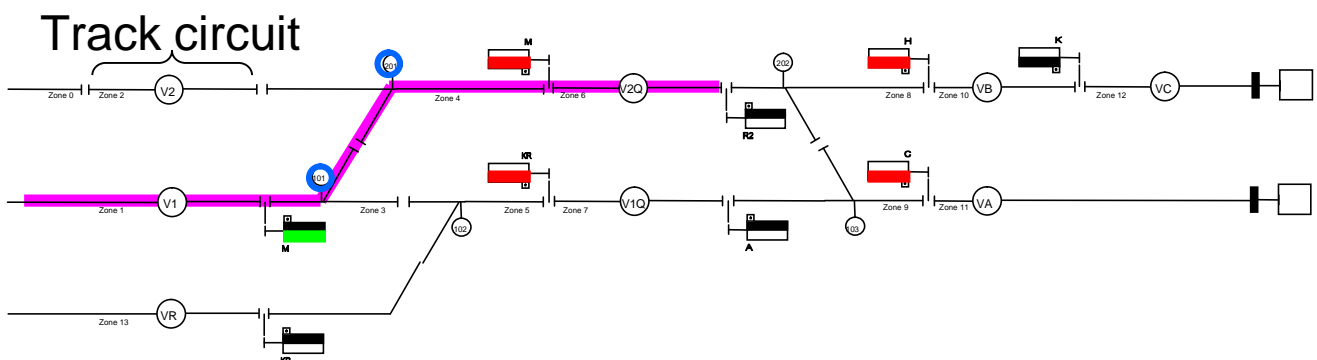 Track circuit
M
H
K
201
202
Zone 0
Zone 2
V2
Zone 4
Zone 6
V2Q
Zone 8
Zone 10
VB
Zone 12
VC
R2
KR
C
101
Zone 1
V1
Zone 3
Zone 5
Zone 7
V1Q
Zone 9
Zone 11
VA
102
103
M
A
Zone 13
VR
KR